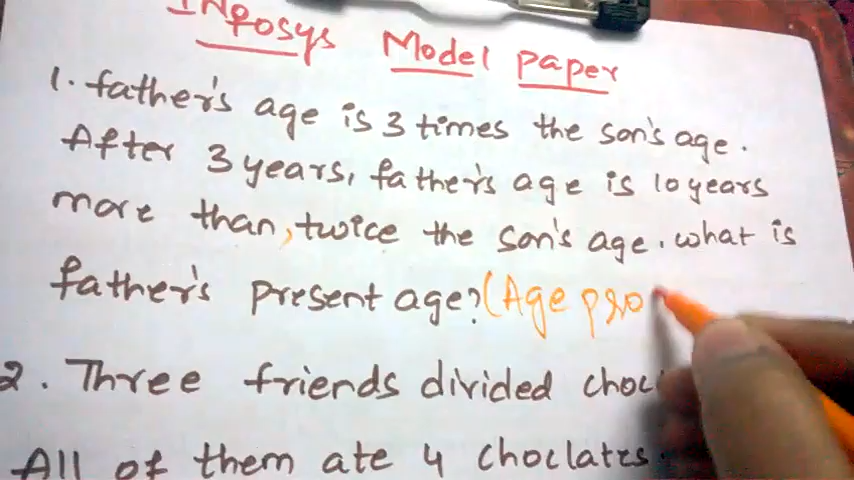 Infosys Model paper
1. father's age is 3 times the son's age.
After 3 years, father's age is 10 years
more than, twice the son's age. what is
father's present age? (Age pro
2. Three friends divided choc
All of them ate 4 choclates.